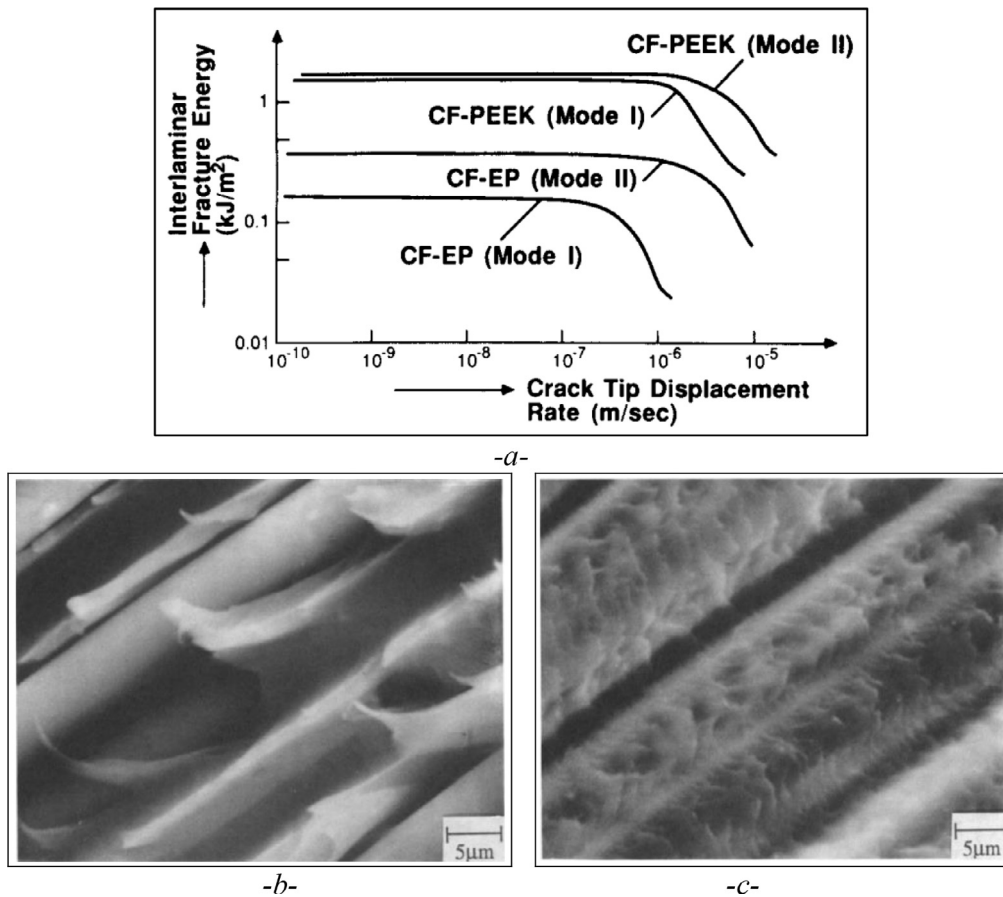 Interlaminar
Fracture Energy
(kJ/m²)
1
0.1
0.01
CF-PEEK (Mode II)
CF-PEEK (Mode I)
CF-EP (Mode II)
CF-EP (Mode I)
10⁻¹⁰ 10⁻⁹ 10⁻⁸ 10⁻⁷ 10⁻⁶ 10⁻⁵
Crack Tip Displacement
Rate (m/sec)
-a-
5μm
5μm
-b-
-c-